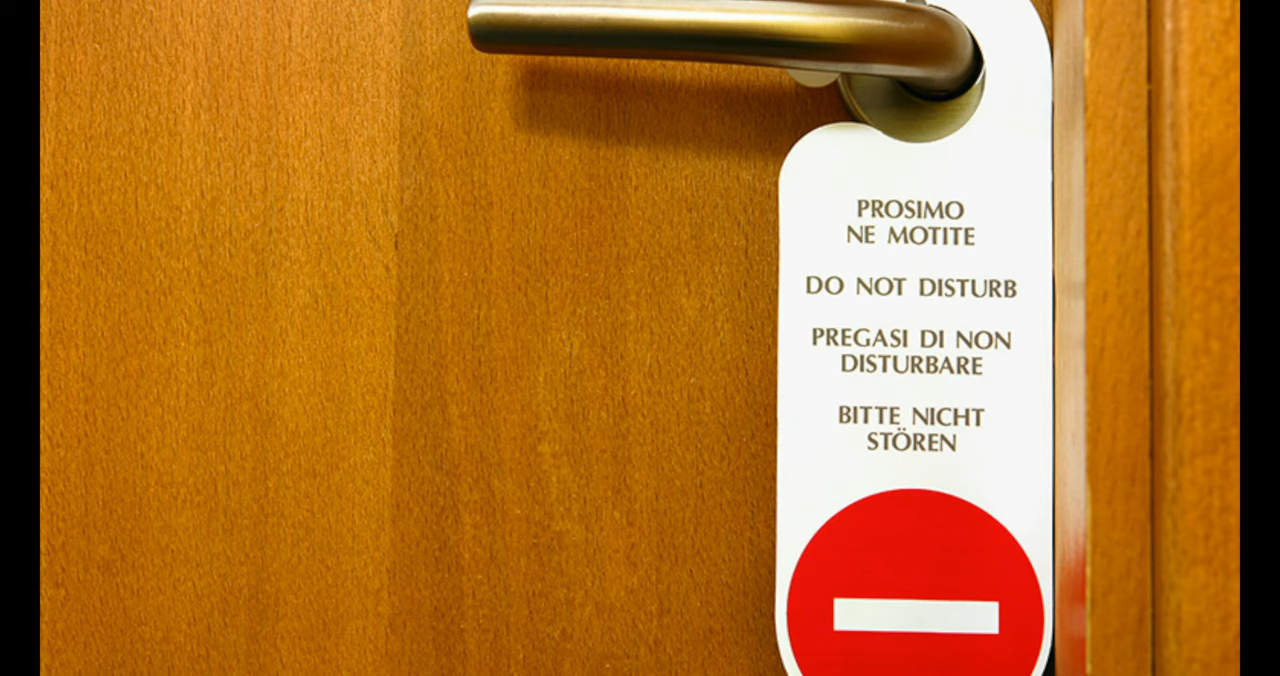 PROSIMO
NE MOTITE
DO NOT DISTURB
PREGASI DI NON
DISTURBARE
BITTE NICHT
STÖREN